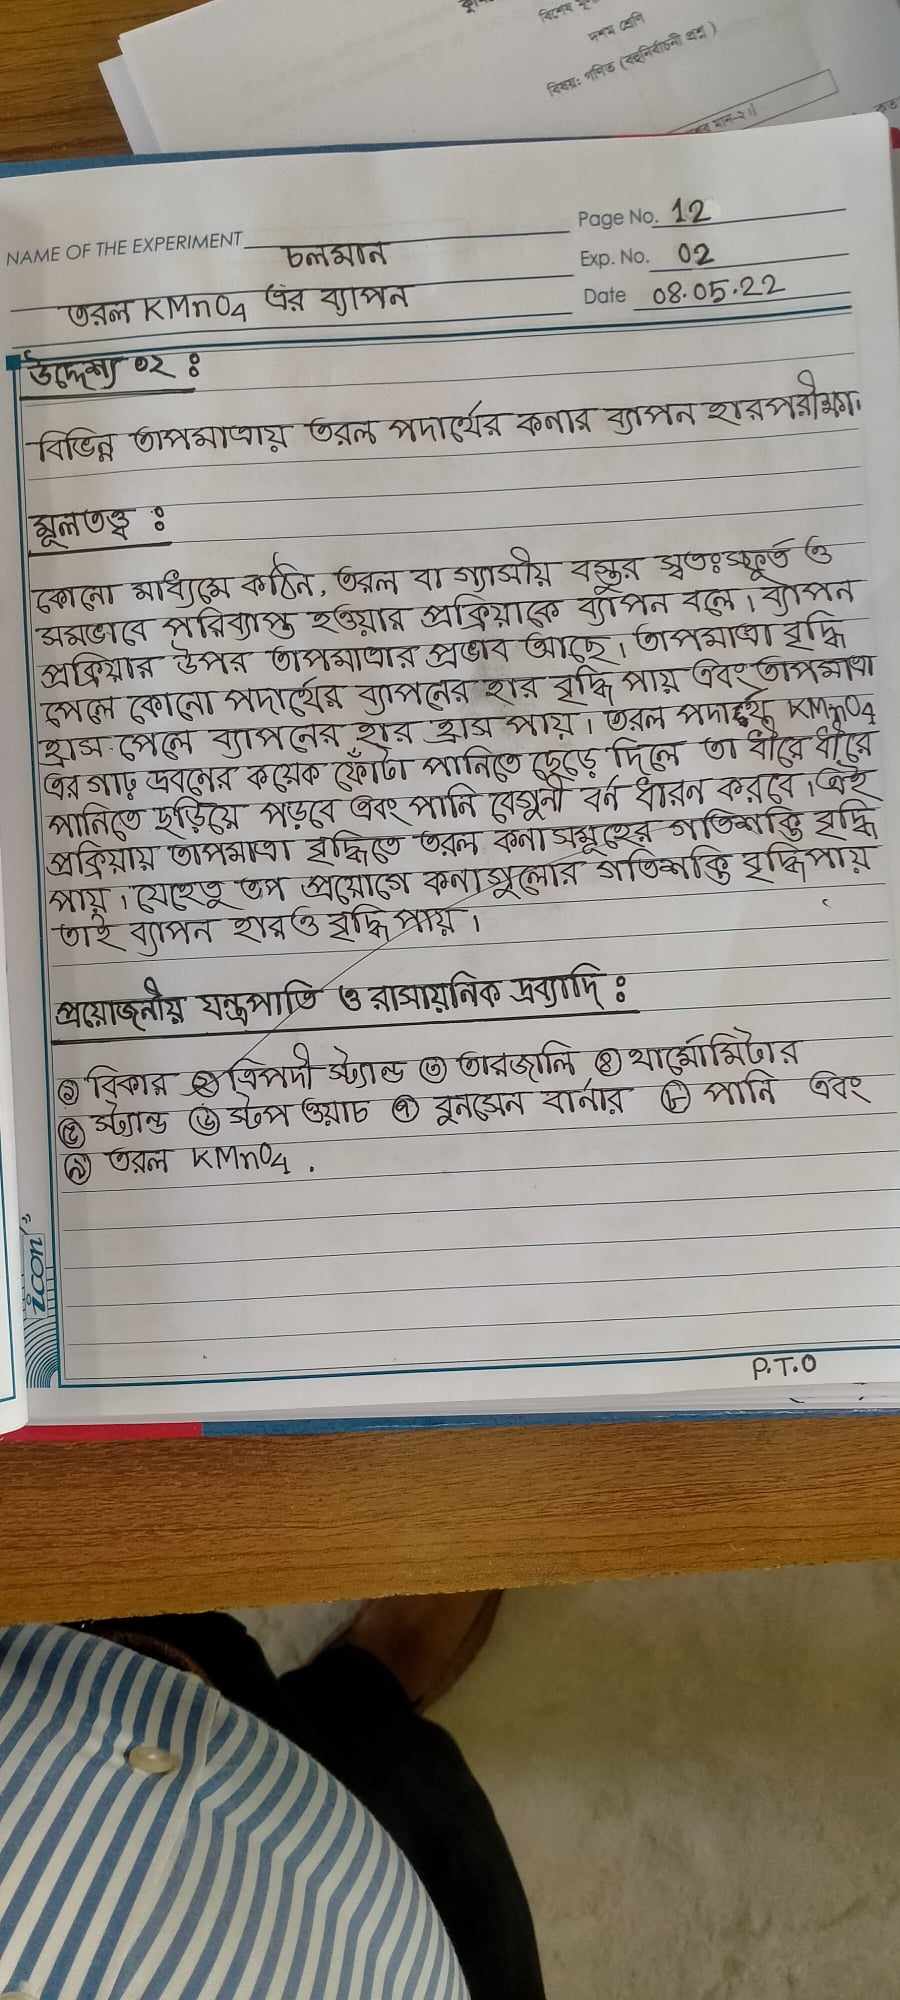 বিশেষ
দশম শ্রেণি
বিষয়: গণিত (বহুনির্বাচনী প্রশ্ন)
মান-২।।
Page No. 12
NAME OF THE EXPERIMENT চলমান
Exp. No. 02
তরল KMnO4 এর ব্যাপন
Date 08.05.22
উদ্দেশ্য ০২ :
বিভিন্ন তাপমাত্রায় তরল পদার্থের কনার ব্যাপন হার পরীক্ষা।
মূলতত্ত্ব :
কোনো মাধ্যমে কঠিন, তরল বা গ্যাসীয় বস্তুর স্বতঃস্ফূর্ত ও
সমভাবে পরিব্যাপ্ত হওয়ার প্রক্রিয়াকে ব্যাপন বলে। ব্যাপন
প্রক্রিয়ার উপর তাপমাত্রার প্রভাব আছে। তাপমাত্রা বৃদ্ধি
পেলে কোনো পদার্থের ব্যাপনের হার বৃদ্ধি পায় এবং তাপমাত্রা
হ্রাস পেলে ব্যাপনের হার হ্রাস পায়। তরল পদার্থে KMnO4
এর গাঢ় দ্রবনের কয়েক ফোঁটা পানিতে ছেড়ে দিলে তা ধীরে ধীরে
পানিতে ছড়িয়ে পড়বে এবং পানি বেগুনী বর্ন ধারন করবে। এই
প্রক্রিয়ায় তাপমাত্রা বৃদ্ধিতে তরল কনাসমূহের গতিশক্তি বৃদ্ধি
পায়। যেহেতু তপ প্রয়োগে কনাগুলোর গতিশক্তি বৃদ্ধি পায়
তাই ব্যাপন হারও বৃদ্ধি পায়।
প্রয়োজনীয় যন্ত্রপাতি ও রাসায়নিক দ্রব্যাদি :
① বিকার ② ত্রিপদী স্ট্যান্ড ③ তারজালি ④ থার্মোমিটার
⑤ স্ট্যান্ড ⑥ স্টপ ওয়াচ ⑦ বুনসেন বার্নার ⑧ পানি এবং
⑨ তরল KMnO4 .
icon
P.T.O